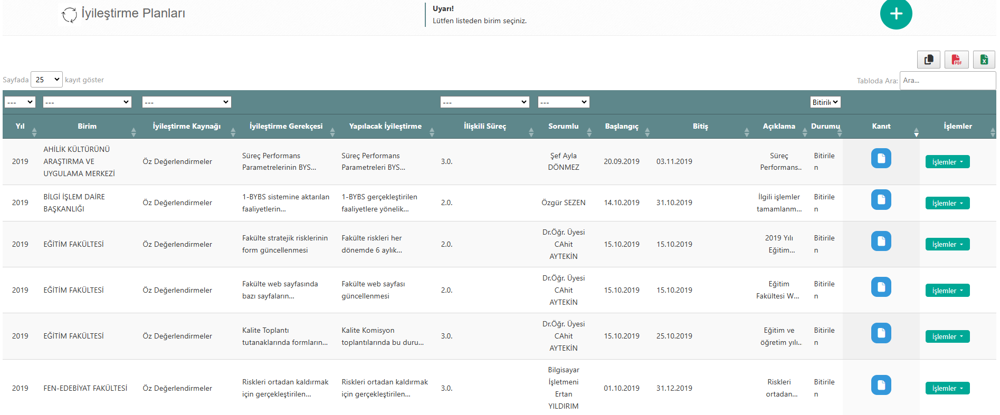 İyileştirme Planları
Uyarı!
Lütfen listeden birim seçiniz.
PDF
Sayfada 25 kayıt göster
Tabloda Ara: Ara...
--- --- --- --- --- Bitirile
Yıl Birim İyileştirme Kaynağı İyileştirme Gerekçesi Yapılacak İyileştirme İlişkili Süreç Sorumlu Başlangıç Bitiş Açıklama Durumu Kanıt İşlemler
2019
AHİLİK KÜLTÜRÜNÜ
ARAŞTIRMA VE
UYGULAMA MERKEZİ
Öz Değerlendirmeler
Süreç Performans
Parametrelerinin BYS...
Süreç Performans
Parametreleri BYS...
3.0.
Şef Ayla
DÖNMEZ
20.09.2019
03.11.2019
Süreç
Performans..
Bitirile
n
İşlemler
2019
BİLGİ İŞLEM DAİRE
BAŞKANLIĞI
Öz Değerlendirmeler
1-BYBS sistemine aktarılan
faaliyetlerin...
1-BYBS gerçekleştirilen
faaliyetlere yönelik...
2.0.
Özgür SEZEN
14.10.2019
31.10.2019
İlgili işlemler
tamamlanm...
Bitirile
n
İşlemler
2019
EĞİTİM FAKÜLTESİ
Öz Değerlendirmeler
Fakülte stratejik risklerinin
form güncellenmesi
Fakülte riskleri her
dönemde 6 aylık...
2.0.
Dr.Öğr. Üyesi
CAhit
AYTEKİN
15.10.2019
15.10.2019
2019 Yılı
Eğitim...
Bitirile
n
İşlemler
2019
EĞİTİM FAKÜLTESİ
Öz Değerlendirmeler
Fakülte web sayfasında
bazı sayfaların...
Fakülte web sayfası
güncellenmesi
2.0.
Dr.Öğr. Üyesi
CAhit
AYTEKİN
15.10.2019
15.10.2019
Eğitim
Fakültesi W...
Bitirile
n
İşlemler
2019
EĞİTİM FAKÜLTESİ
Öz Değerlendirmeler
Kalite Toplantı
tutanaklarında formların...
Kalite Komisyon
toplantılarında bu duru...
3.0.
Dr.Öğr. Üyesi
CAhit
AYTEKİN
15.10.2019
25.10.2019
Eğitim ve
öğretim yılı..
Bitirile
n
İşlemler
2019
FEN-EDEBİYAT FAKÜLTESİ
Öz Değerlendirmeler
Riskleri ortadan kaldırmak
için gerçekleştirilen...
Riskleri ortadan kaldırmak
için gerçekleştirilen...
3.0.
Bilgisayar
İşletmeni
Ertan
YILDIRIM
01.10.2019
31.12.2019
Riskleri
ortadan...
Bitirile
n
İşlemler